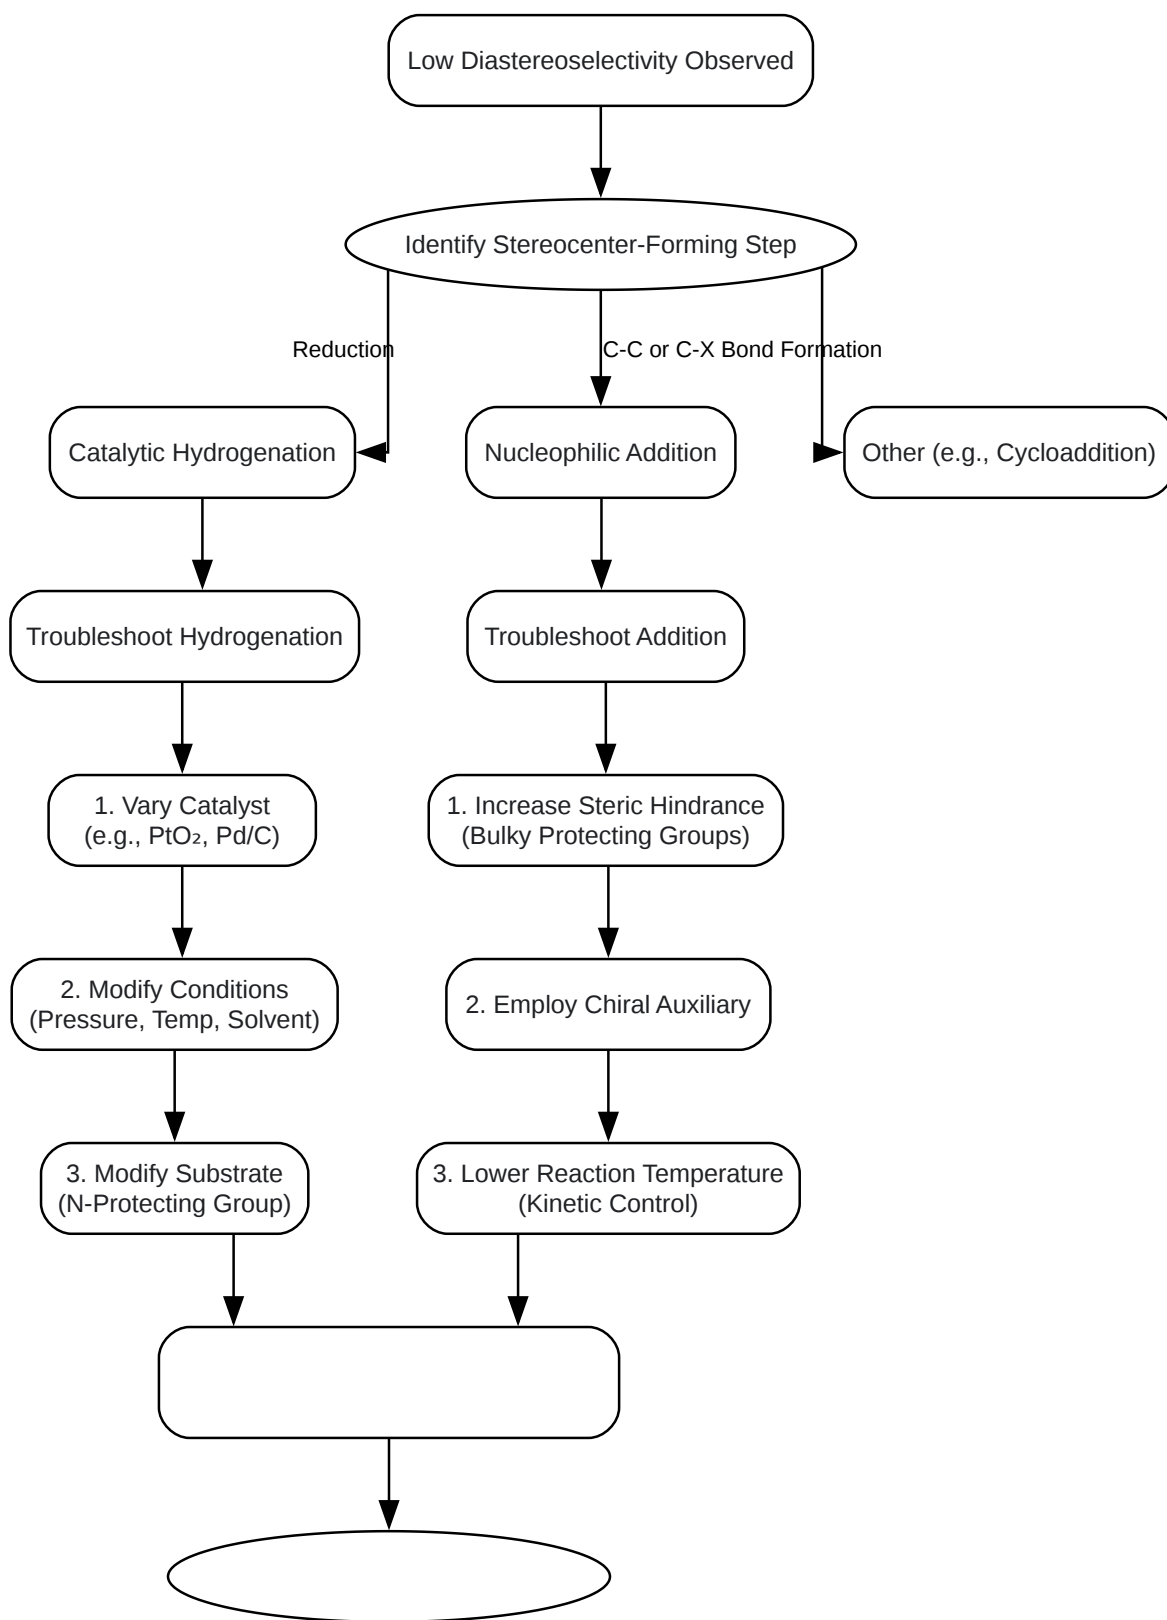 Low Diastereoselectivity Observed
Identify Stereocenter-Forming Step
Reduction
C-C or C-X Bond Formation
Catalytic Hydrogenation
Nucleophilic Addition
Other (e.g., Cycloaddition)
Troubleshoot Hydrogenation
Troubleshoot Addition
1. Vary Catalyst
(e.g., PtO₂, Pd/C)
1. Increase Steric Hindrance
(Bulky Protecting Groups)
2. Modify Conditions
(Pressure, Temp, Solvent)
2. Employ Chiral Auxiliary
3. Modify Substrate
(N-Protecting Group)
3. Lower Reaction Temperature
(Kinetic Control)